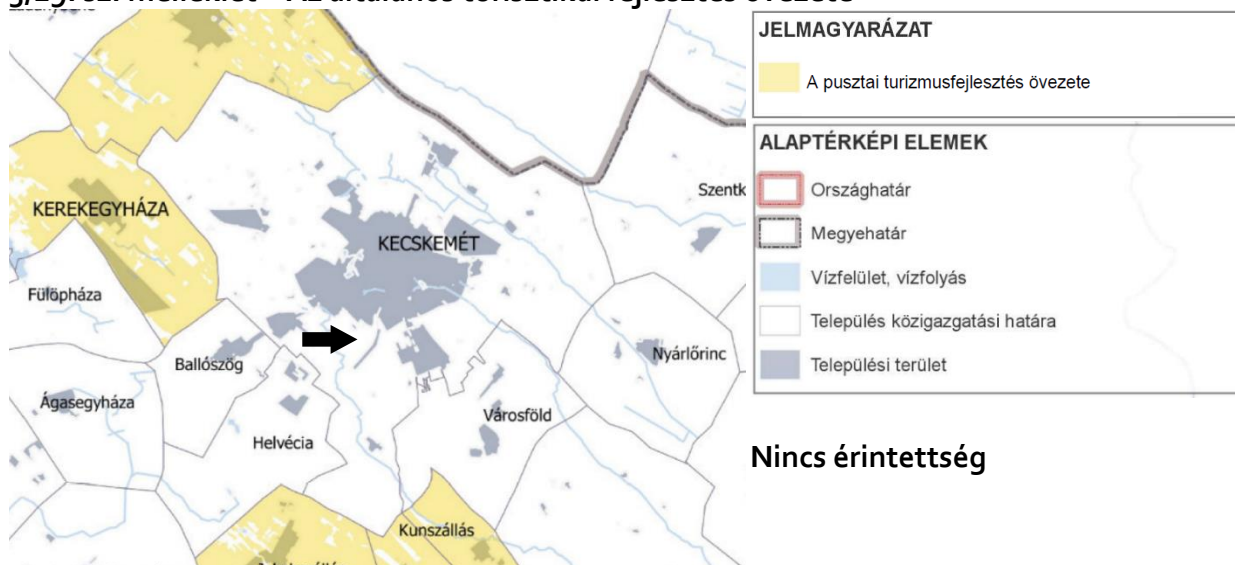 KEREKEGYHÁZA
KECSKEMÉT
Szentk
Fülöpháza
Ballószög
Nyárlőrinc
Ágasegyháza
Városföld
Helvécia
Kunszállás
JELMAGYARÁZAT
A pusztai turizmusfejlesztés övezete
ALAPTÉRKÉPI ELEMEK
Országhatár
Megyehatár
Vízfelület, vízfolyás
Település közigazgatási határa
Települési terület
Nincs érintettség